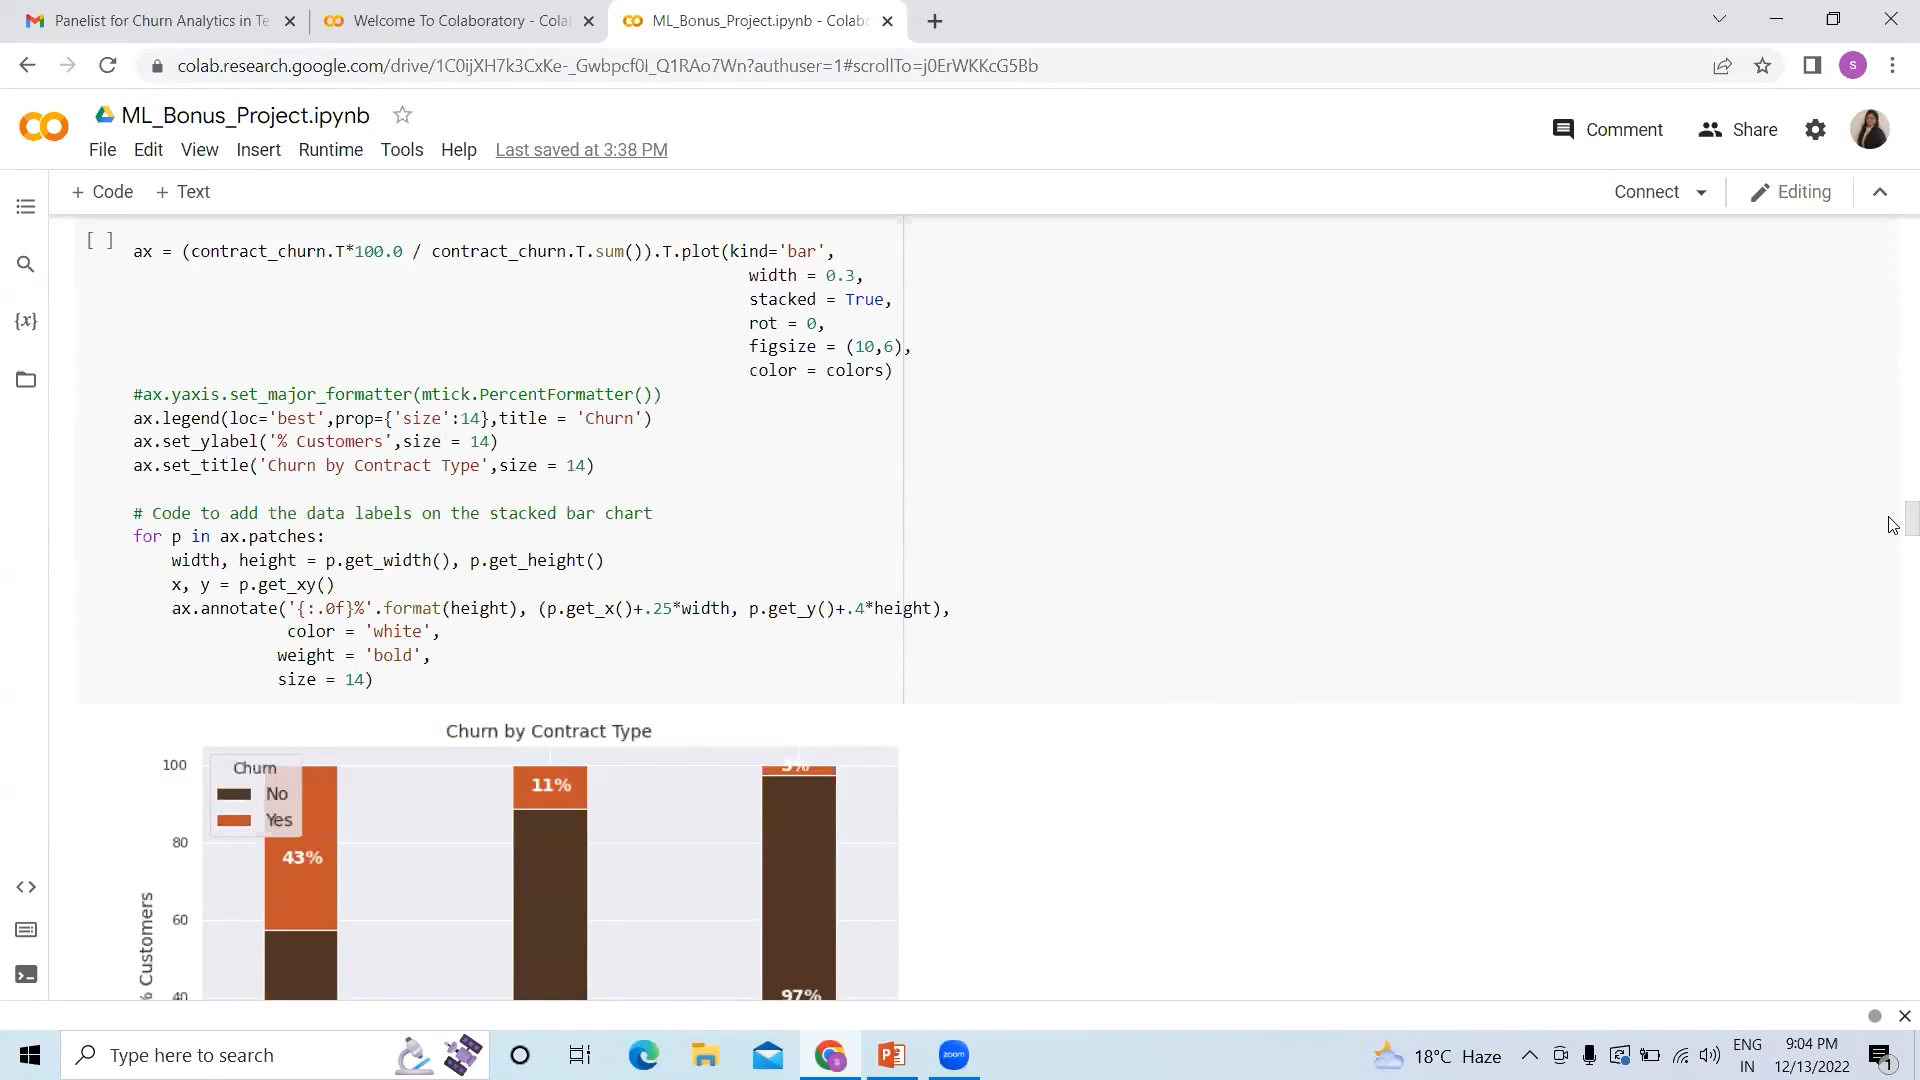 Panelist for Churn Analytics in Te
Welcome To Colaboratory - Cola
ML_Bonus_Project.ipynb - Colabo
colab.research.google.com/drive/1C0ijXH7k3CxKe-_Gwbpcf0I_Q1RAo7Wn?authuser=1#scrollTo=j0ErWKKcG5Bb
S
CO
ML_Bonus_Project.ipynb
Comment
Share
File Edit View Insert Runtime Tools Help Last saved at 3:38 PM
+ Code + Text
Connect
Editing
[ ]
ax = (contract_churn.T*100.0 / contract_churn.T.sum()).T.plot(kind='bar',
width = 0.3,
stacked = True,
rot = 0,
figsize = (10,6),
color = colors)
#ax.yaxis.set_major_formatter(mtick.PercentFormatter())
ax.legend(loc='best',prop={'size':14},title = 'Churn')
ax.set_ylabel('% Customers',size = 14)
ax.set_title('Churn by Contract Type',size = 14)
# Code to add the data labels on the stacked bar chart
for p in ax.patches:
width, height = p.get_width(), p.get_height()
x, y = p.get_xy()
ax.annotate('{:.0f}%'.format(height), (p.get_x()+.25*width, p.get_y()+.4*height),
color = 'white',
weight = 'bold',
size = 14)
{x}
Churn by Contract Type
100
Churn
No
Yes
11%
3%
80
43%
60
% Customers
40
97%
Type here to search
zoom
18°C Haze
ENG
IN
9:04 PM
12/13/2022
1